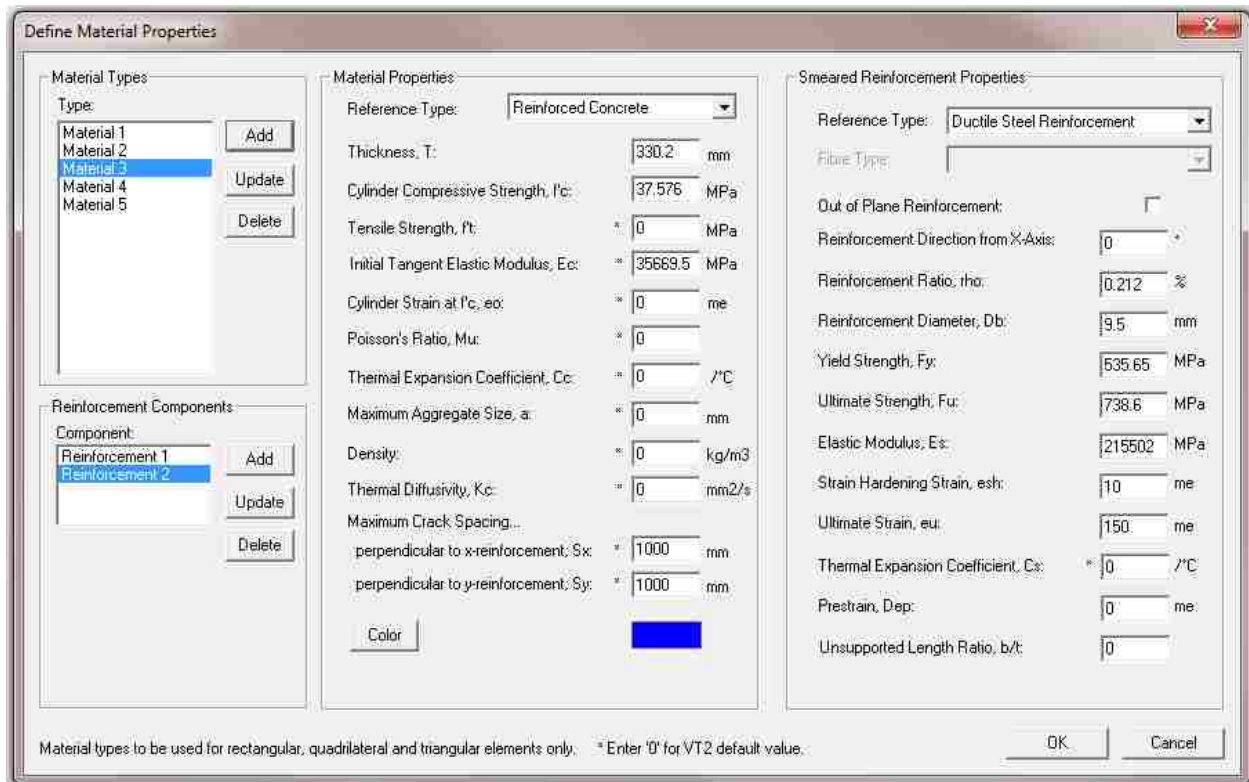 Define Material Properties
Material Types
Type:
Material 1
Material 2
Material 3
Material 4
Material 5
Add
Update
Delete
Reinforcement Components
Component:
Reinforcement 1
Reinforcement 2
Add
Update
Delete
Material Properties
Reference Type: Reinforced Concrete
Thickness, T: 330.2 mm
Cylinder Compressive Strength, f'c: 37.576 MPa
Tensile Strength, f't: * 0 MPa
Initial Tangent Elastic Modulus, Ec: * 35669.5 MPa
Cylinder Strain at f'c, eo: * 0 me
Poisson's Ratio, Mu: * 0
Thermal Expansion Coefficient, Cc: * 0 /°C
Maximum Aggregate Size, a: * 0 mm
Density: * 0 kg/m3
Thermal Diffusivity, Kc: * 0 mm2/s
Maximum Crack Spacing...
perpendicular to x-reinforcement, Sx: * 1000 mm
perpendicular to y-reinforcement, Sy: * 1000 mm
Color
Smeared Reinforcement Properties
Reference Type: Ductile Steel Reinforcement
Fibre Type:
Out of Plane Reinforcement:
Reinforcement Direction from X-Axis: 0 °
Reinforcement Ratio, rho: 0.212 %
Reinforcement Diameter, Db: 9.5 mm
Yield Strength, Fy: 535.65 MPa
Ultimate Strength, Fu: 738.6 MPa
Elastic Modulus, Es: 215502 MPa
Strain Hardening Strain, esh: 10 me
Ultimate Strain, eu: 150 me
Thermal Expansion Coefficient, Cs: * 0 /°C
Prestrain, Dep: 0 me
Unsupported Length Ratio, b/t: 0
Material types to be used for rectangular, quadrilateral and triangular elements only. * Enter '0' for VT2 default value.
OK
Cancel